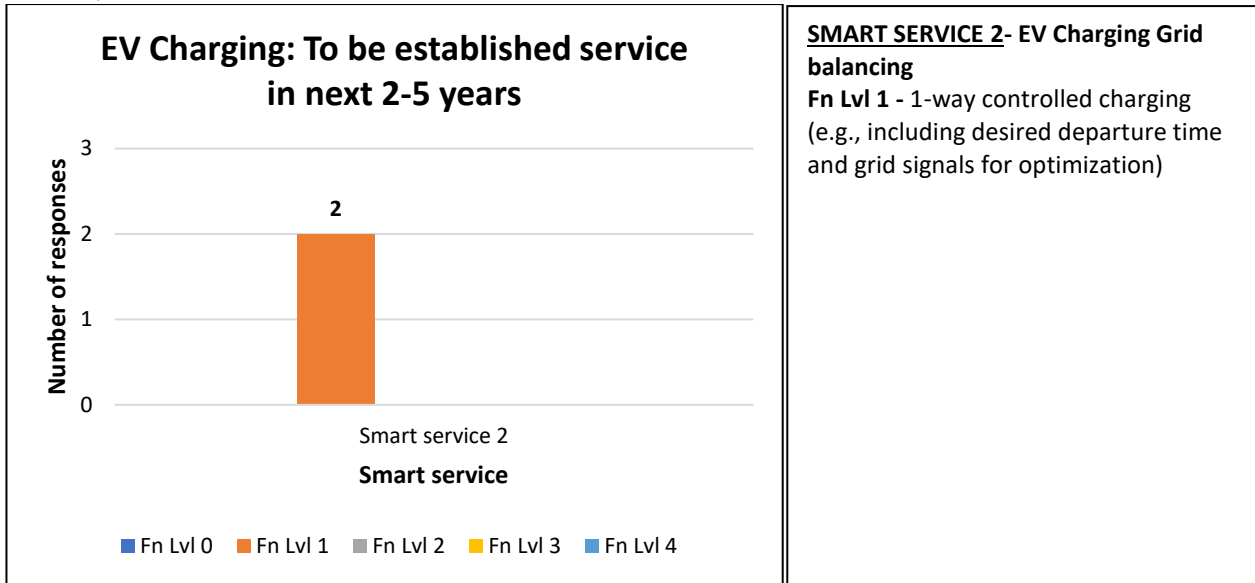 EV Charging: To be established service
in next 2-5 years
Number of responses
3
2
2
1
0
Smart service 2
Smart service
Fn Lvl 0 Fn Lvl 1 Fn Lvl 2 Fn Lvl 3 Fn Lvl 4
SMART SERVICE 2- EV Charging Grid
balancing
Fn Lvl 1 - 1-way controlled charging
(e.g., including desired departure time
and grid signals for optimization)